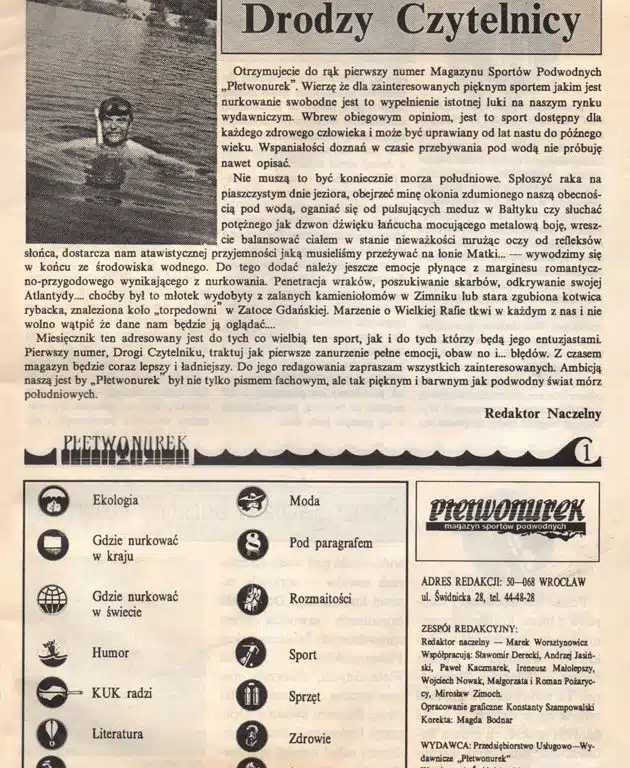 Drodzy Czytelnicy
Otrzymujecie do rąk pierwszy numer Magazynu Sportów Podwodnych
„Płetwonurek”. Wierzę że dla zainteresowanych pięknym sportem jakim jest
nurkowanie swobodne jest to wypełnienie istotnej luki na naszym rynku
wydawniczym. Wbrew obiegowym opiniom, jest to sport dostępny dla
każdego zdrowego człowieka i może być uprawiany od lat nastu do późnego
wieku. Wspaniałości doznań w czasie przebywania pod wodą nie próbuję
nawet opisać.
Nie muszą to być koniecznie morza południowe. Spłoszyć raka na
piaszczystym dnie jeziora, obejrzeć minę okonia zdumionego naszą obecnoś-
cią pod wodą, oganiać się od pulsujących meduz w Bałtyku czy słuchać
potężnego jak dzwon dźwięku łańcucha mocującego metalową boję, wresz-
cie balansować ciałem w stanie nieważkości mrużąc oczy od refleksów
słońca, dostarcza nam atawistycznej przyjemności jaką musieliśmy przeżywać na łonie Matki... — wywodzimy się
w końcu ze środowiska wodnego. Do tego dodać należy jeszcze emocje płynące z marginesu romantycz-
no-przygodowego wynikającego z nurkowania. Penetracja wraków, poszukiwanie skarbów, odkrywanie swojej
Atlantydy.... choćby był to młotek wydobyty z zalanych kamieniołomów w Zimniku lub stara zgubiona kotwica
rybacka, znaleziona koło „torpedowni” w Zatoce Gdańskiej. Marzenie o Wielkiej Rafie tkwi w każdym z nas i nie
wolno wątpić że dane nam będzie ją oglądać....
Miesięcznik ten adresowany jest do tych co wielbią ten sport, jak i do tych którzy będą jego entuzjastami.
Pierwszy numer, Drogi Czytelniku, traktuj jak pierwsze zanurzenie pełne emocji, obaw no i... błędów. Z czasem
magazyn będzie coraz lepszy i ładniejszy. Do jego redagowania zapraszam wszystkich zainteresowanych. Ambicją
naszą jest by „Płetwonurek” był nie tylko pismem fachowym, ale tak pięknym i barwnym jak podwodny świat mórz
południowych.
Redaktor Naczelny
PŁETWONUREK
1
Ekologia
Gdzie nurkować
w kraju
Gdzie nurkować
w świecie
Humor
KUK radzi
Literatura
Moda
Pod paragrafem
Rozmaitości
Sport
Sprzęt
Zdrowie
płetwonurek
magazyn sportów podwodnych
ADRES REDAKCJI: 50—068 WROCŁAW
ul. Świdnicka 28, tel. 44-48-28
ZESPÓŁ REDAKCYJNY:
Redaktor naczelny — Marek Worsztynowicz
Współpracują: Sławomir Derecki, Andrzej Jasiń-
ski, Paweł Kaczmarek, Ireneusz Małolepszy,
Wojciech Nowak, Małgorzata i Roman Pożaryc-
cy, Mirosław Zimoch.
Opracowanie graficzne: Konstanty Szampowalski
Korekta: Magda Bodnar
WYDAWCA: Przedsiębiorstwo Usługowo—Wy-
dawnicze „Płetwonurek”